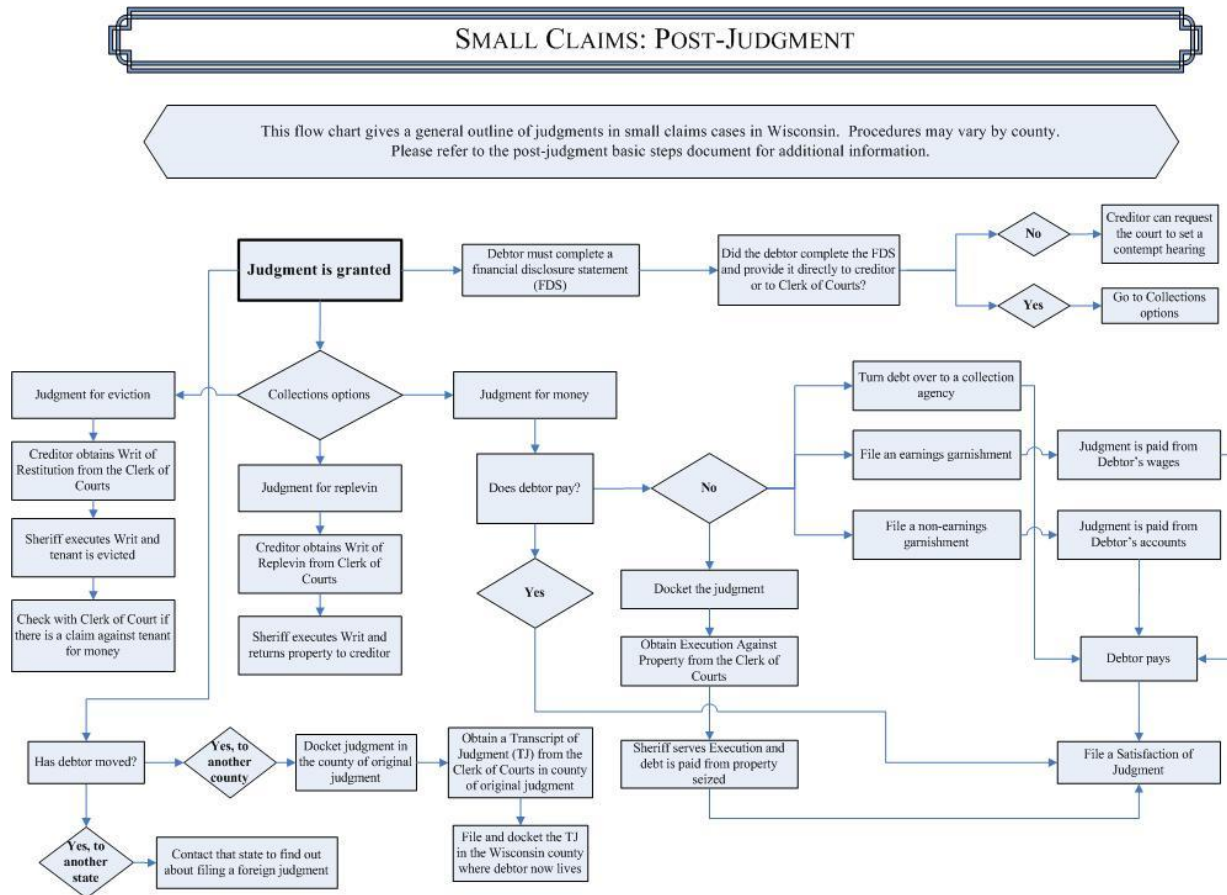 SMALL CLAIMS: POST-JUDGMENT
This flow chart gives a general outline of judgments in small claims cases in Wisconsin. Procedures may vary by county.
Please refer to the post-judgment basic steps document for additional information.
Judgment is granted
Debtor must complete a
financial disclosure statement
(FDS)
Did the debtor complete the FDS
and provide it directly to creditor
or to Clerk of Courts?
No
Creditor can request
the court to set a
contempt hearing
Yes
Go to Collections
options
Judgment for eviction
Collections options
Judgment for money
Creditor obtains Writ of
Restitution from the Clerk of
Courts
Sheriff executes Writ and
tenant is evicted
Check with Clerk of Court if
there is a claim against tenant
for money
Judgment for replevin
Creditor obtains Writ of
Replevin from Clerk of
Courts
Sheriff executes Writ and
returns property to creditor
Does debtor pay?
No
Yes
Turn debt over to a collection
agency
File an earnings garnishment
Judgment is paid from
Debtor's wages
File a non-earnings
garnishment
Judgment is paid from
Debtor's accounts
Docket the judgment
Obtain Execution Against
Property from the Clerk of
Courts
Sheriff serves Execution and
debt is paid from property
seized
Debtor pays
File a Satisfaction of
Judgment
Has debtor moved?
Yes, to
another
county
Docket judgment in
the county of original
judgment
Obtain a Transcript of
Judgment (TJ) from the
Clerk of Courts in county
of original judgment
File and docket the TJ
in the Wisconsin county
where debtor now lives
Yes, to
another
state
Contact that state to find out
about filing a foreign judgment